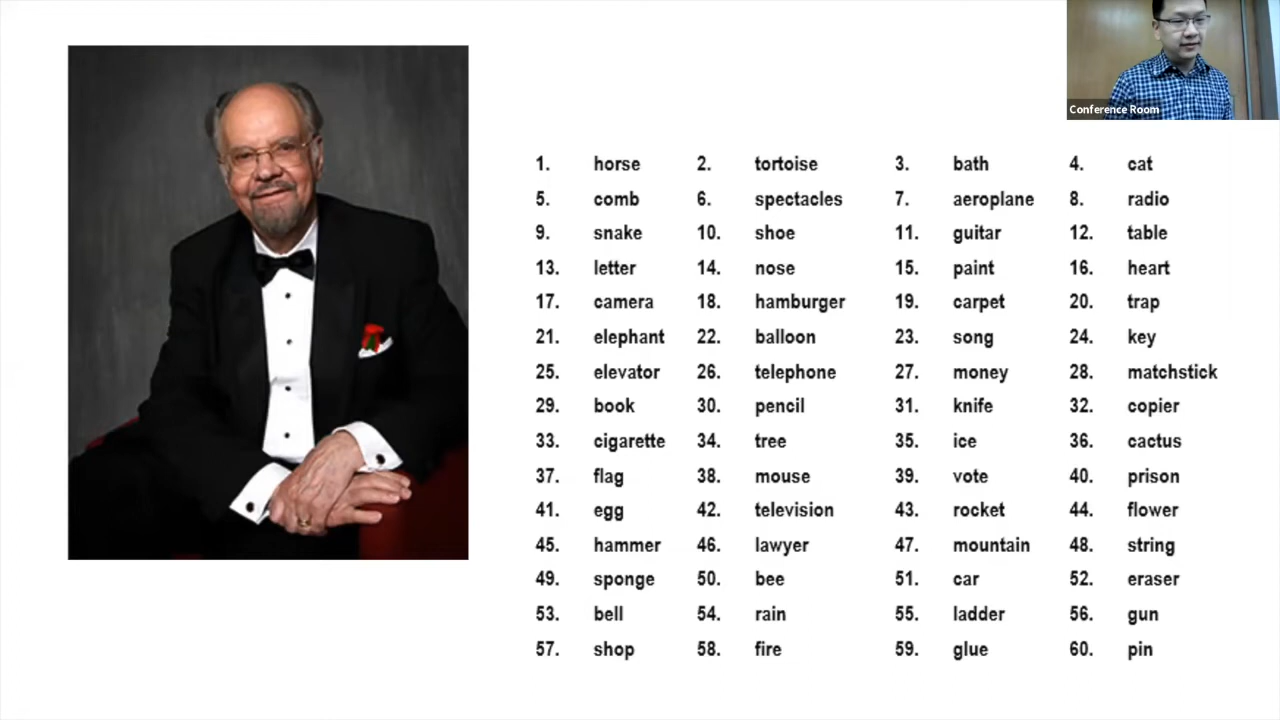 Conference Room
1. horse 2. tortoise 3. bath 4. cat
5. comb 6. spectacles 7. aeroplane 8. radio
9. snake 10. shoe 11. guitar 12. table
13. letter 14. nose 15. paint 16. heart
17. camera 18. hamburger 19. carpet 20. trap
21. elephant 22. balloon 23. song 24. key
25. elevator 26. telephone 27. money 28. matchstick
29. book 30. pencil 31. knife 32. copier
33. cigarette 34. tree 35. ice 36. cactus
37. flag 38. mouse 39. vote 40. prison
41. egg 42. television 43. rocket 44. flower
45. hammer 46. lawyer 47. mountain 48. string
49. sponge 50. bee 51. car 52. eraser
53. bell 54. rain 55. ladder 56. gun
57. shop 58. fire 59. glue 60. pin